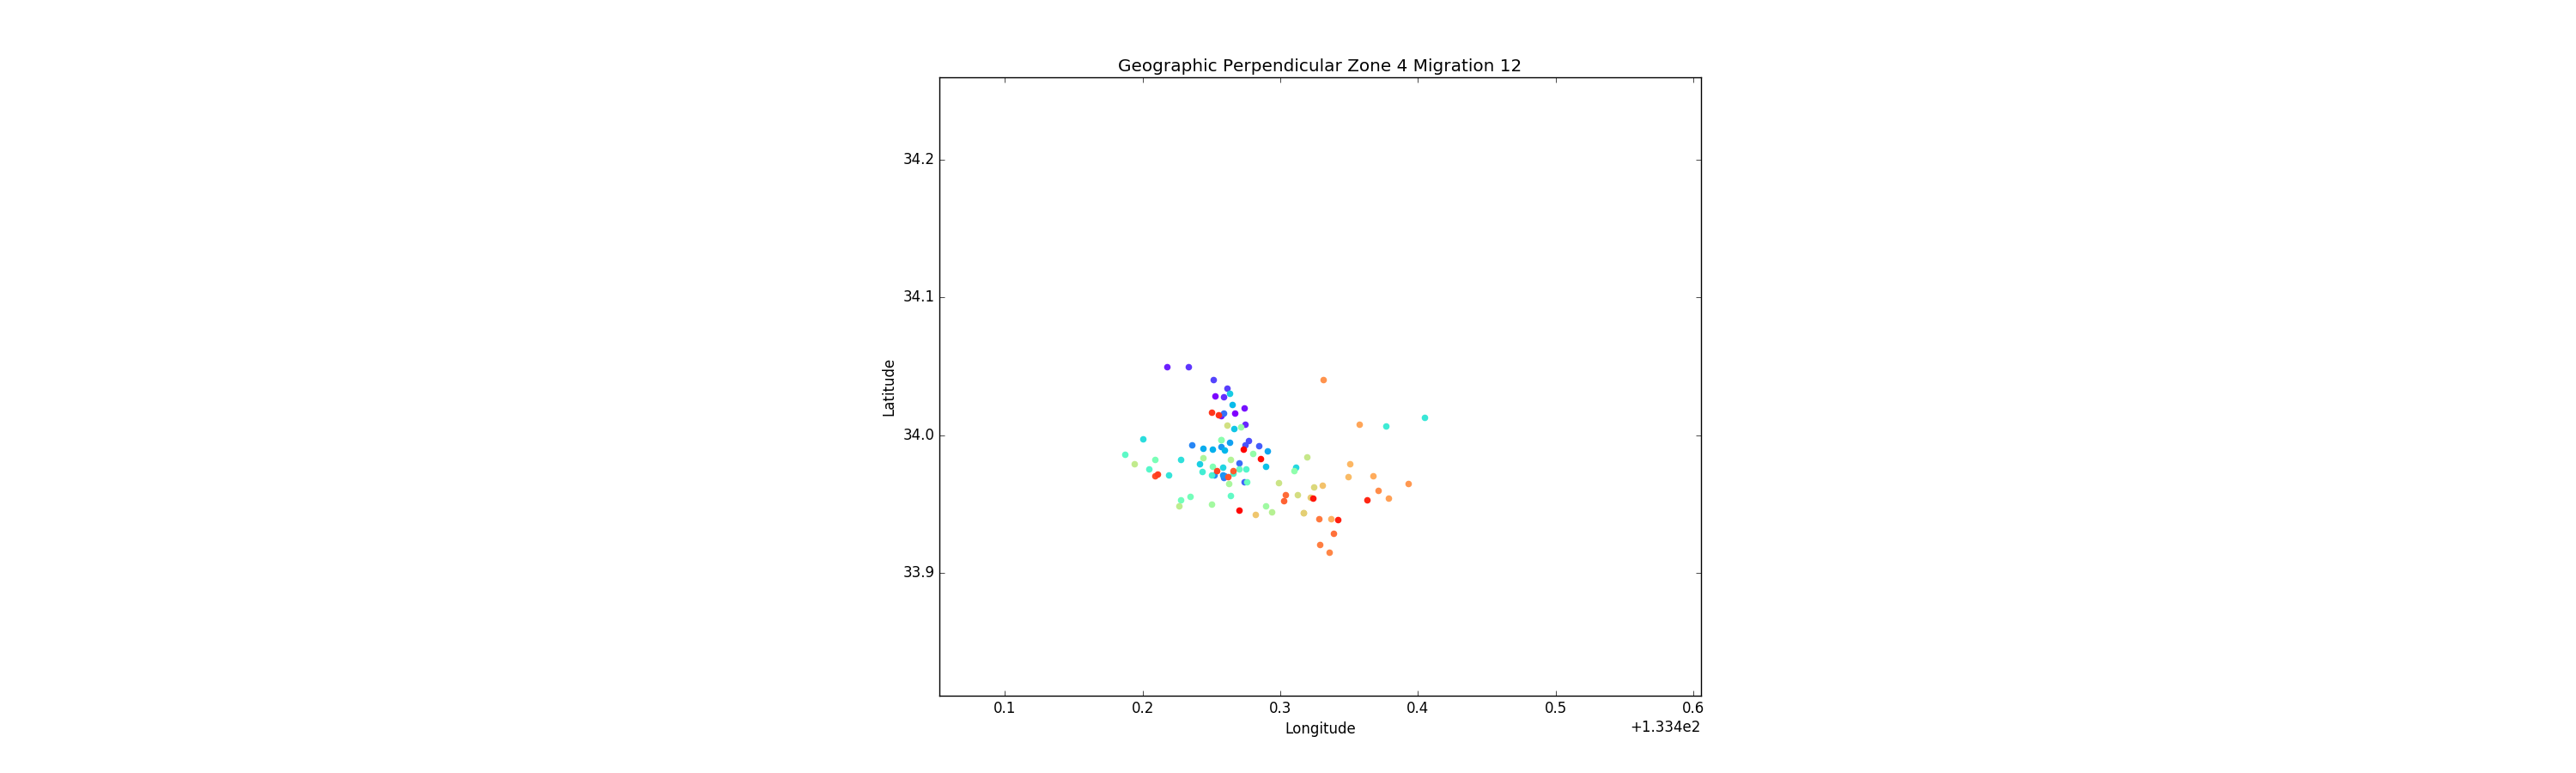 Geographic Perpendicular Zone 4 Migration 12
34.2
34.1
34.0
33.9
Latitude
0.1 0.2 0.3 0.4 0.5 0.6
+1.334e2
Longitude